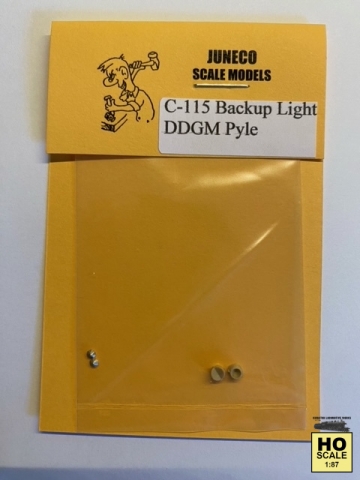 JUNECO
SCALE MODELS
C-115 Backup Light
DDGM Pyle
HO
SCALE
1:87